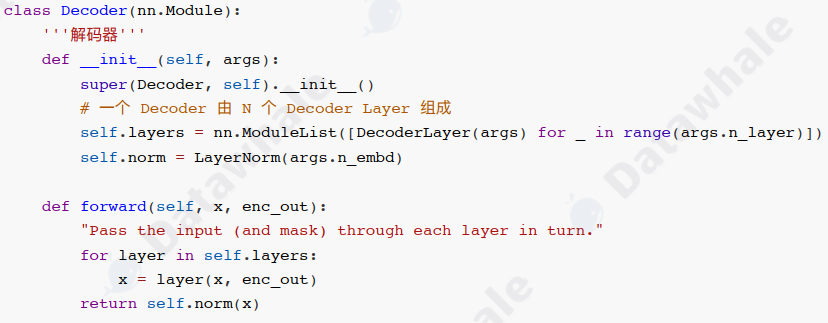 class Decoder(nn.Module):
    '''解码器'''
    def __init__(self, args):
        super(Decoder, self).__init__()
        # 一个 Decoder 由 N 个 Decoder Layer 组成
        self.layers = nn.ModuleList([DecoderLayer(args) for _ in range(args.n_layer)])
        self.norm = LayerNorm(args.n_embd)

    def forward(self, x, enc_out):
        "Pass the input (and mask) through each layer in turn."
        for layer in self.layers:
            x = layer(x, enc_out)
        return self.norm(x)
Datawhale
Datawhale
whale